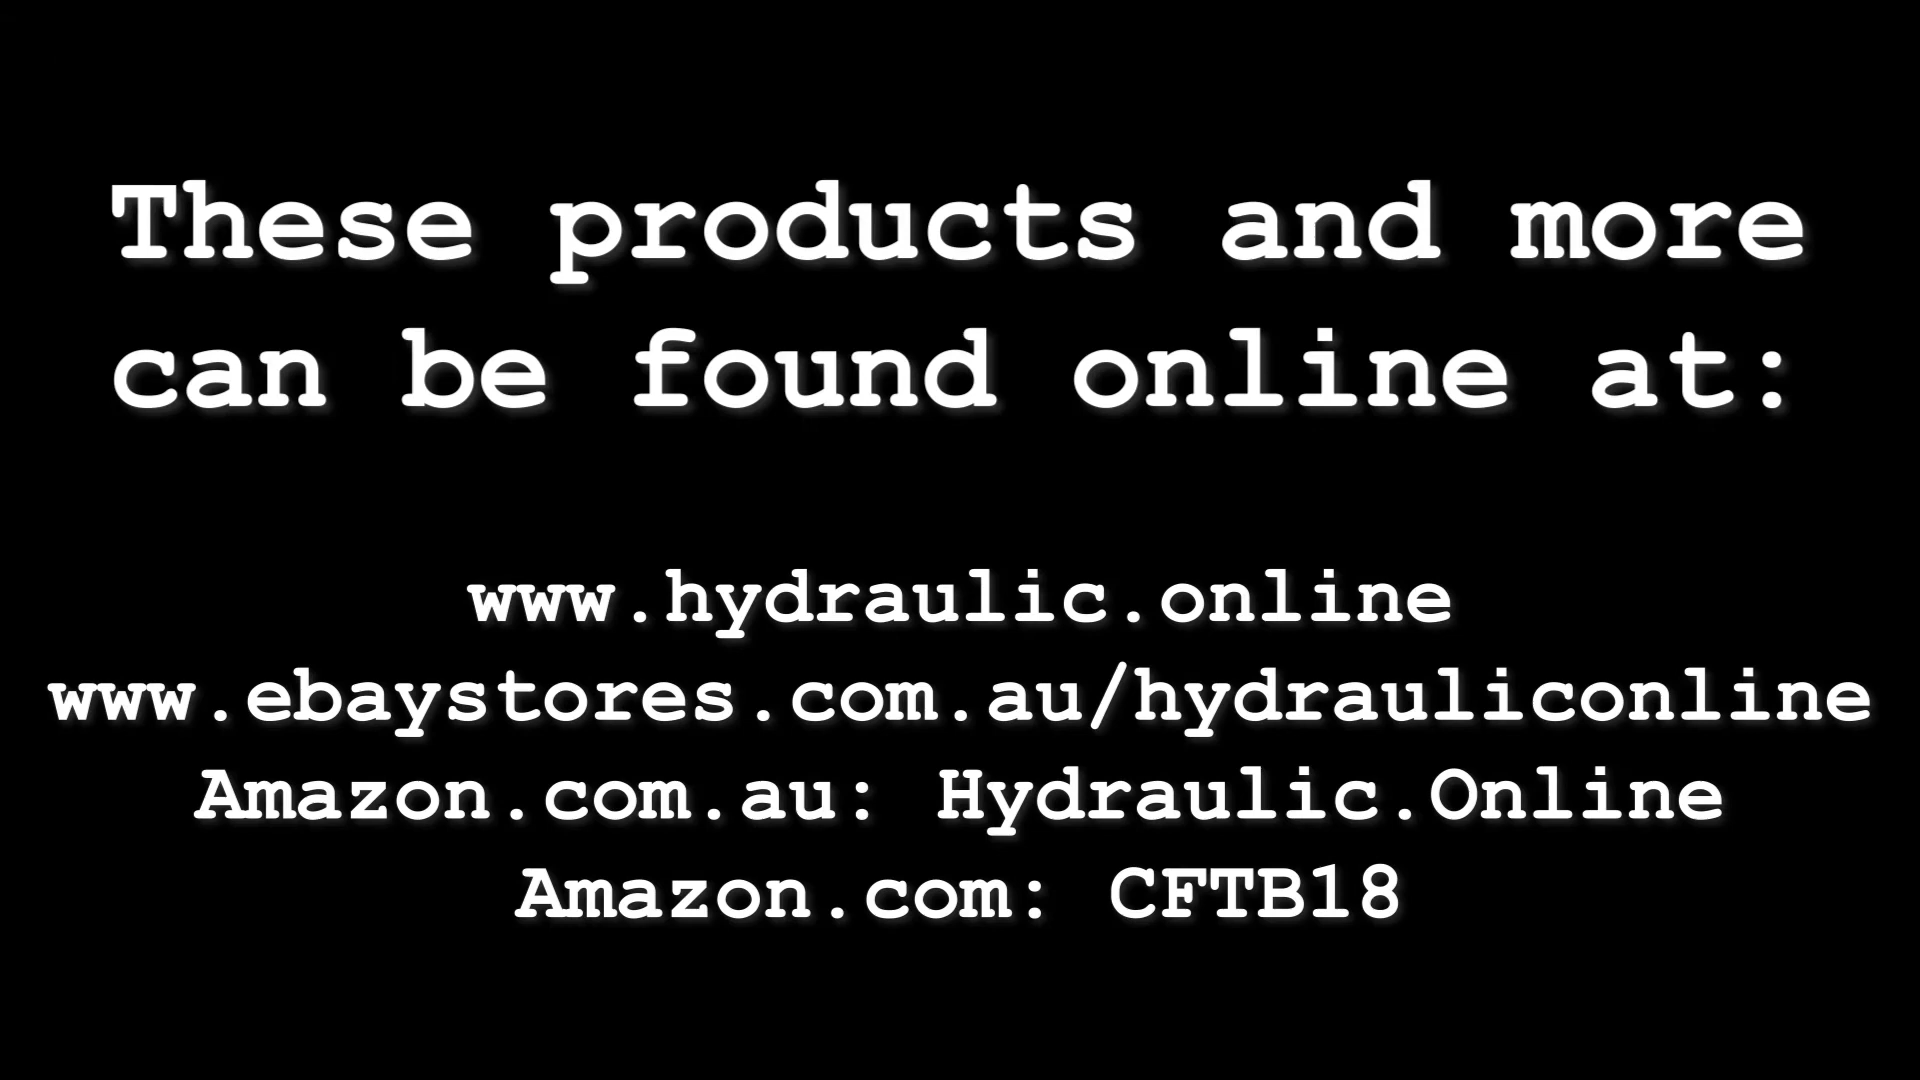 These products and more
can be found online at:
www.hydraulic.online
www.ebaystores.com.au/hydrauliconline
Amazon.com.au: Hydraulic.Online
Amazon.com: CFTB18